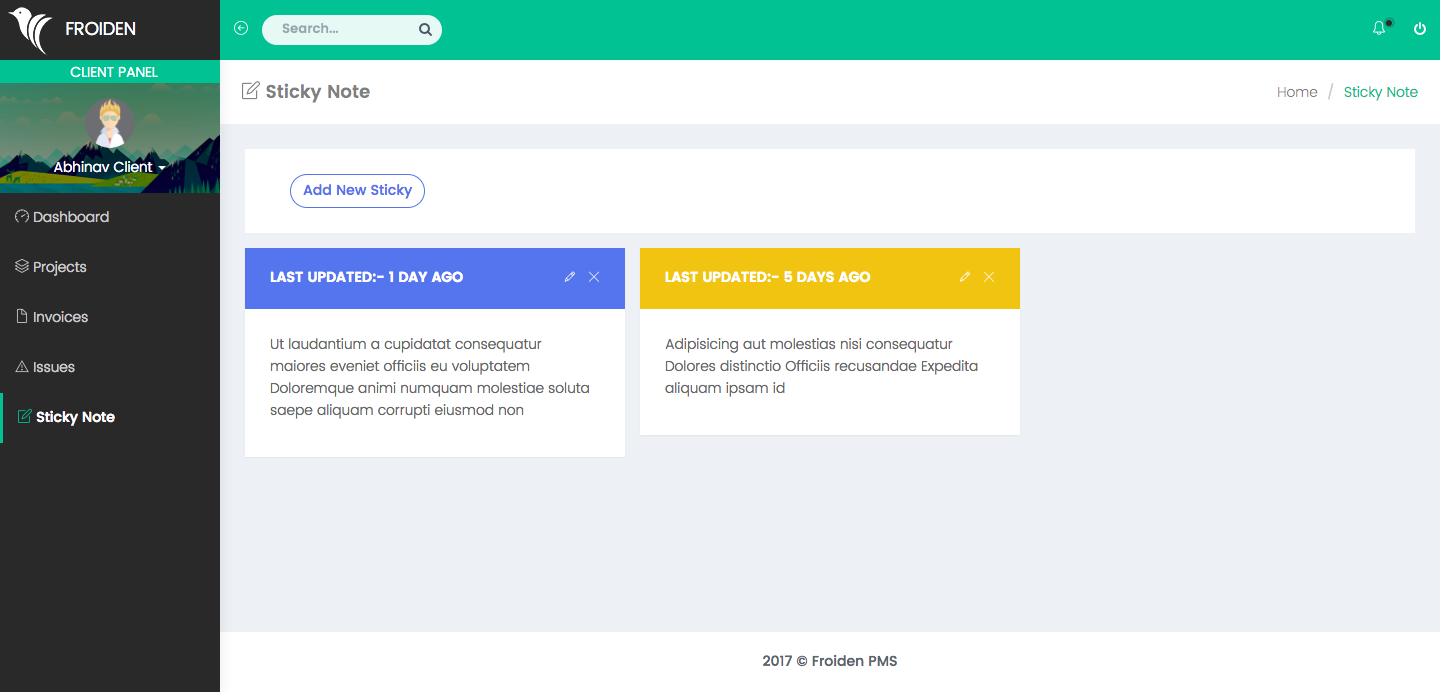 FROIDEN
Search...
CLIENT PANEL
Abhinav Client
Dashboard
Projects
Invoices
Issues
Sticky Note
Sticky Note
Home / Sticky Note
Add New Sticky
LAST UPDATED:- 1 DAY AGO
Ut laudantium a cupidatat consequatur
maiores eveniet officiis eu voluptatem
Doloremque animi numquam molestiae soluta
saepe aliquam corrupti eiusmod non
LAST UPDATED:- 5 DAYS AGO
Adipisicing aut molestias nisi consequatur
Dolores distinctio Officiis recusandae Expedita
aliquam ipsam id
2017 © Froiden PMS